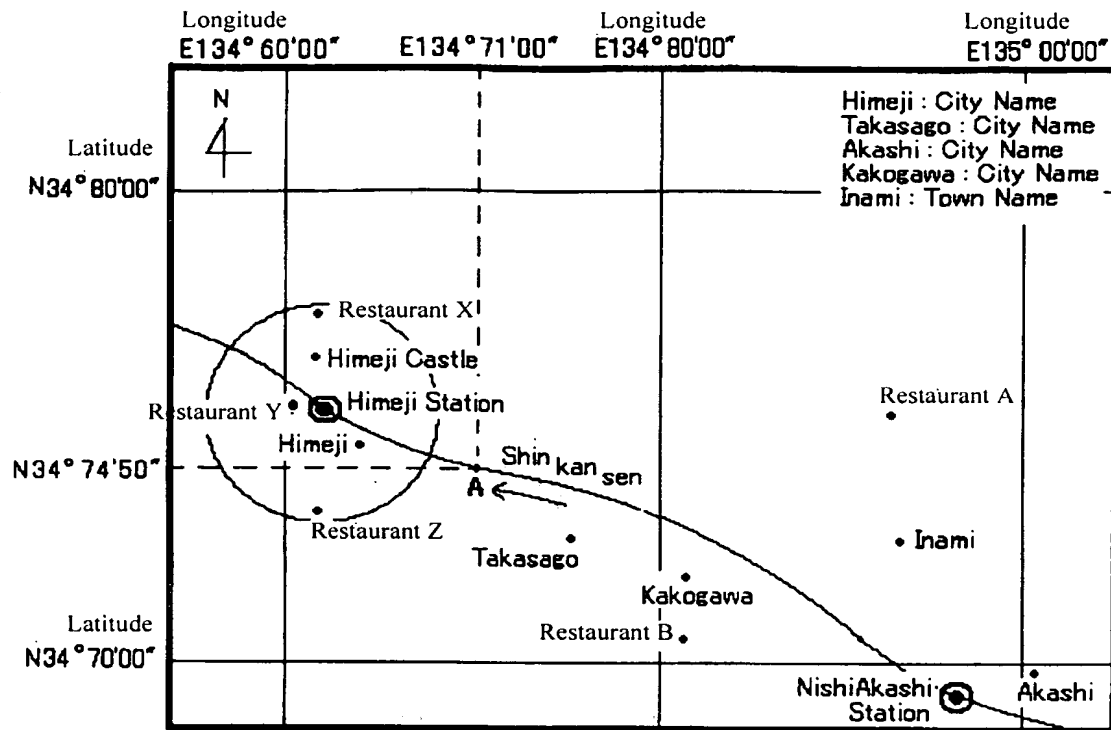 Longitude
E134°60'00"
E134°71'00"
Longitude
E134°80'00"
Longitude
E135°00'00"
N
Himeji : City Name
Takasago : City Name
Akashi : City Name
Kakogawa : City Name
Inami : Town Name
Latitude
N34°80'00"
Restaurant X
Himeji Castle
Restaurant Y
Himeji Station
Restaurant A
Himeji
N34°74'50"
Shin kan sen
A
Restaurant Z
Takasago
Inami
Kakogawa
Latitude
N34°70'00"
Restaurant B
NishiAkashi
Station
Akashi